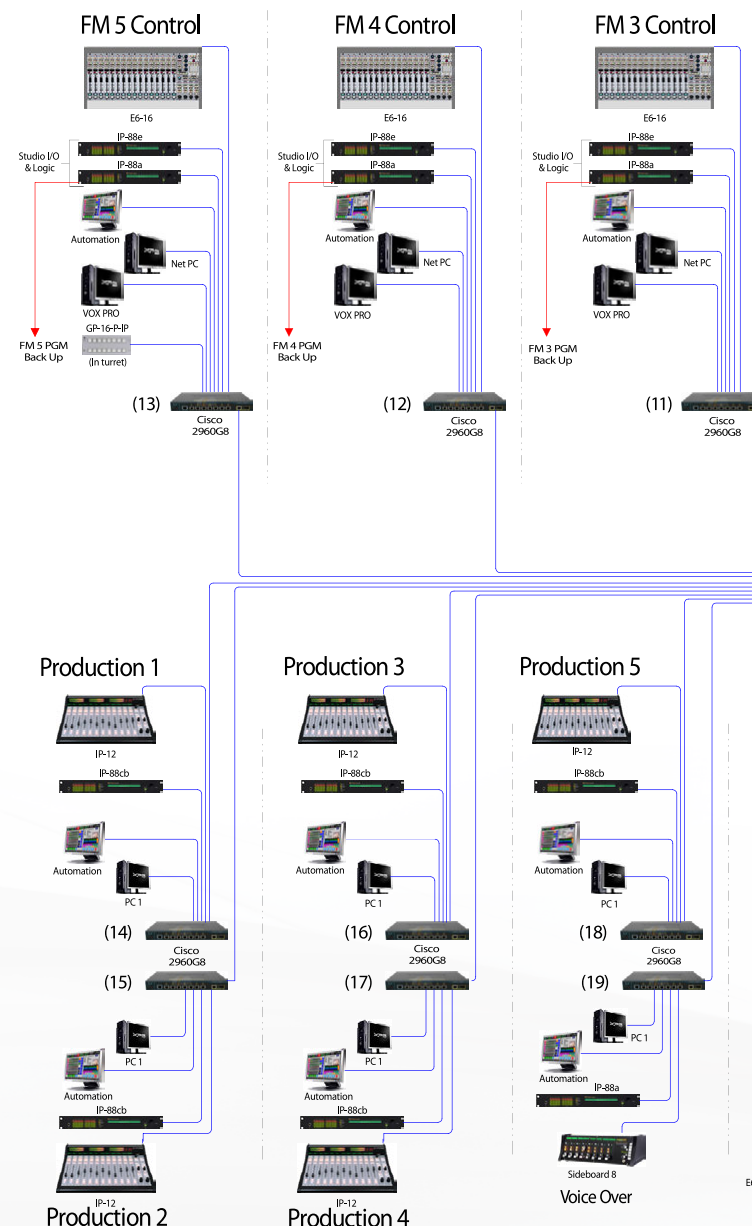 FM 5 Control
E6-16
IP-88e
Studio I/O
& Logic
IP-88a
Automation
Net PC
VOX PRO
GP-16-P-IP
(In turret)
FM 5 PGM
Back Up
(13)
Cisco
2960G8
FM 4 Control
E6-16
IP-88e
Studio I/O
& Logic
IP-88a
Automation
Net PC
VOX PRO
FM 4 PGM
Back Up
(12)
Cisco
2960G8
FM 3 Control
E6-16
IP-88e
Studio I/O
& Logic
IP-88a
Automation
Net PC
VOX PRO
FM 3 PGM
Back Up
(11)
Cisco
2960G8
Production 1
IP-12
IP-88cb
Automation
PC 1
(14)
Cisco
2960G8
(15)
PC 1
Automation
IP-88cb
IP-12
Production 2
Production 3
IP-12
IP-88cb
Automation
PC 1
(16)
Cisco
2960G8
(17)
PC 1
Automation
IP-88cb
IP-12
Production 4
Production 5
IP-12
IP-88cb
Automation
PC 1
(18)
Cisco
2960G8
(19)
PC 1
Automation
IP-88a
Sideboard 8
Voice Over